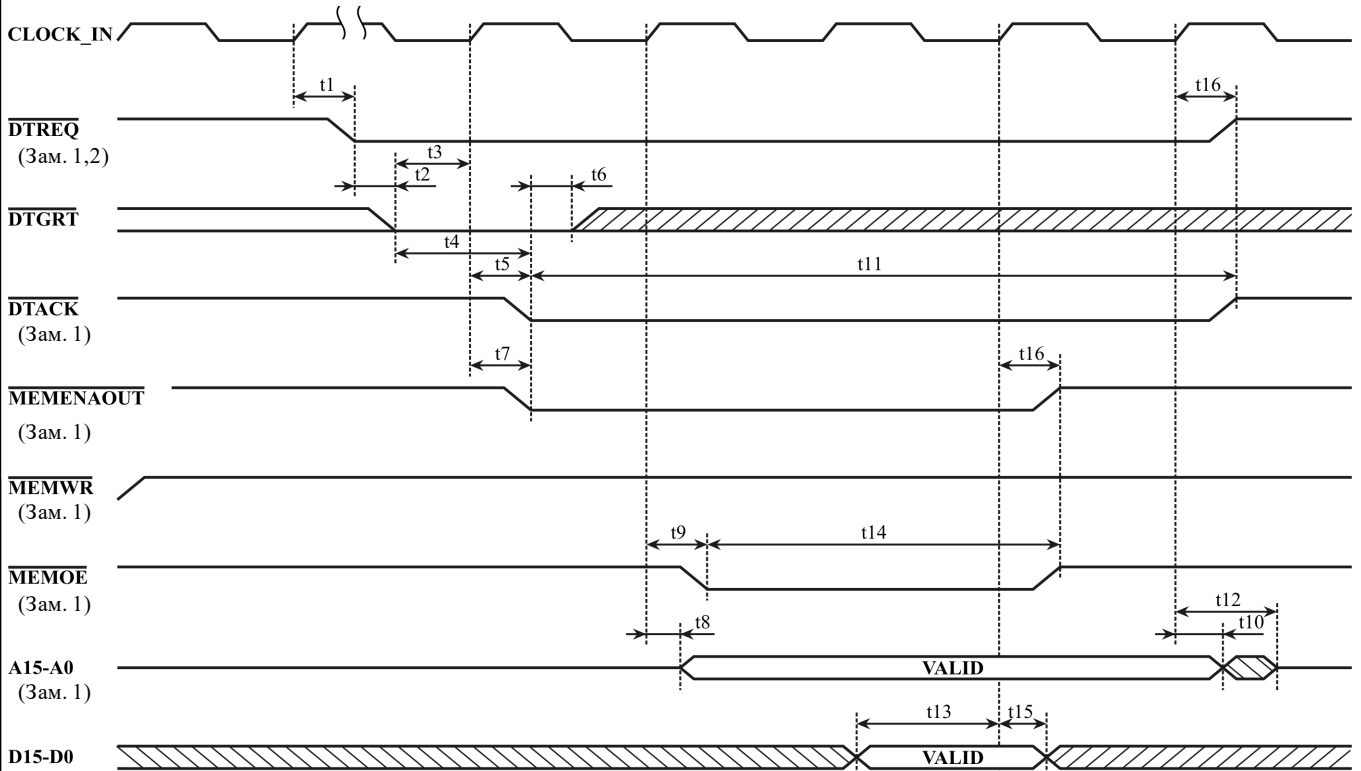 CLOCK_IN
t1
t16
DTREQ
(Зам. 1,2)
t3
t2
t6
DTGRT
t4
t5
t11
DTACK
(Зам. 1)
t7
t16
MEMENAOUT
(Зам. 1)
MEMWR
(Зам. 1)
t9
t14
MEMOE
(Зам. 1)
t12
t8
t10
A15-A0
VALID
(Зам. 1)
t13
t15
D15-D0
VALID